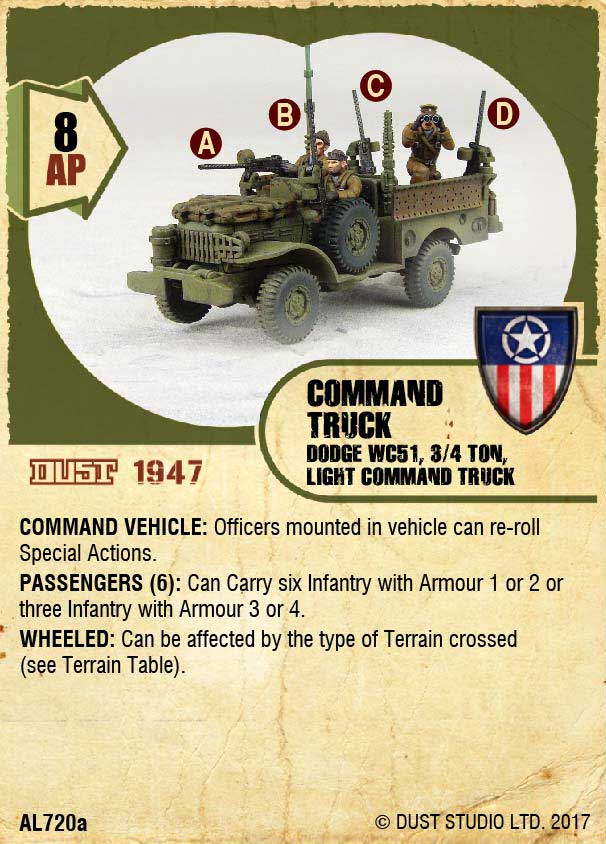 8
AP
A
B
C
D
COMMAND
TRUCK
DODGE WC51, 3/4 TON,
LIGHT COMMAND TRUCK
DUST 1947
COMMAND VEHICLE: Officers mounted in vehicle can re-roll
Special Actions.
PASSENGERS (6): Can Carry six Infantry with Armour 1 or 2 or
three Infantry with Armour 3 or 4.
WHEELED: Can be affected by the type of Terrain crossed
(see Terrain Table).
AL720a
© DUST STUDIO LTD. 2017